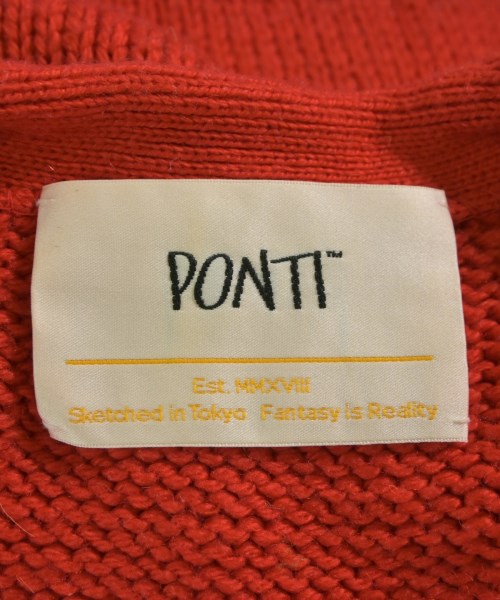 PONTI™
Est. MMXVIII
Sketched in Tokyo Fantasy is Reality